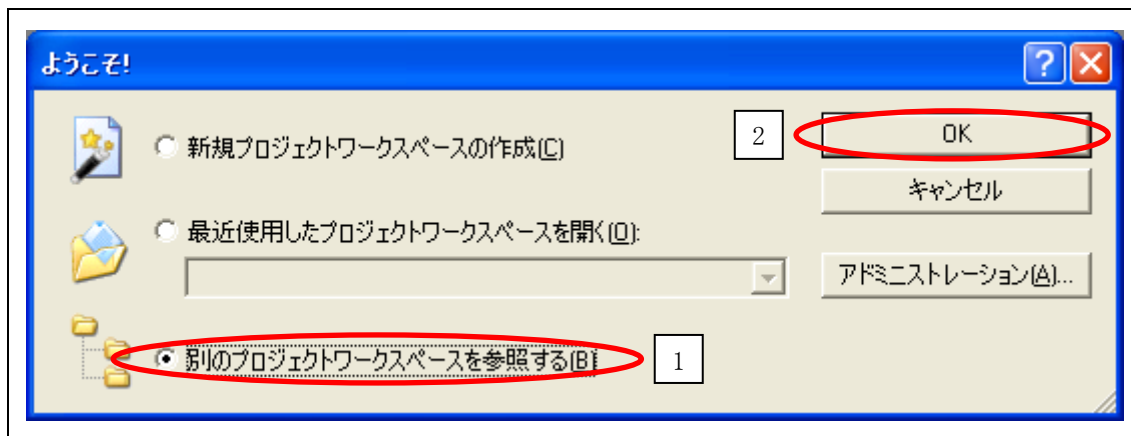 ようこそ!
新規プロジェクトワークスペースの作成(C)
2
OK
キャンセル
最近使用したプロジェクトワークスペースを開く(O):
アドミニストレーション(A)...
別のプロジェクトワークスペースを参照する(B)
1